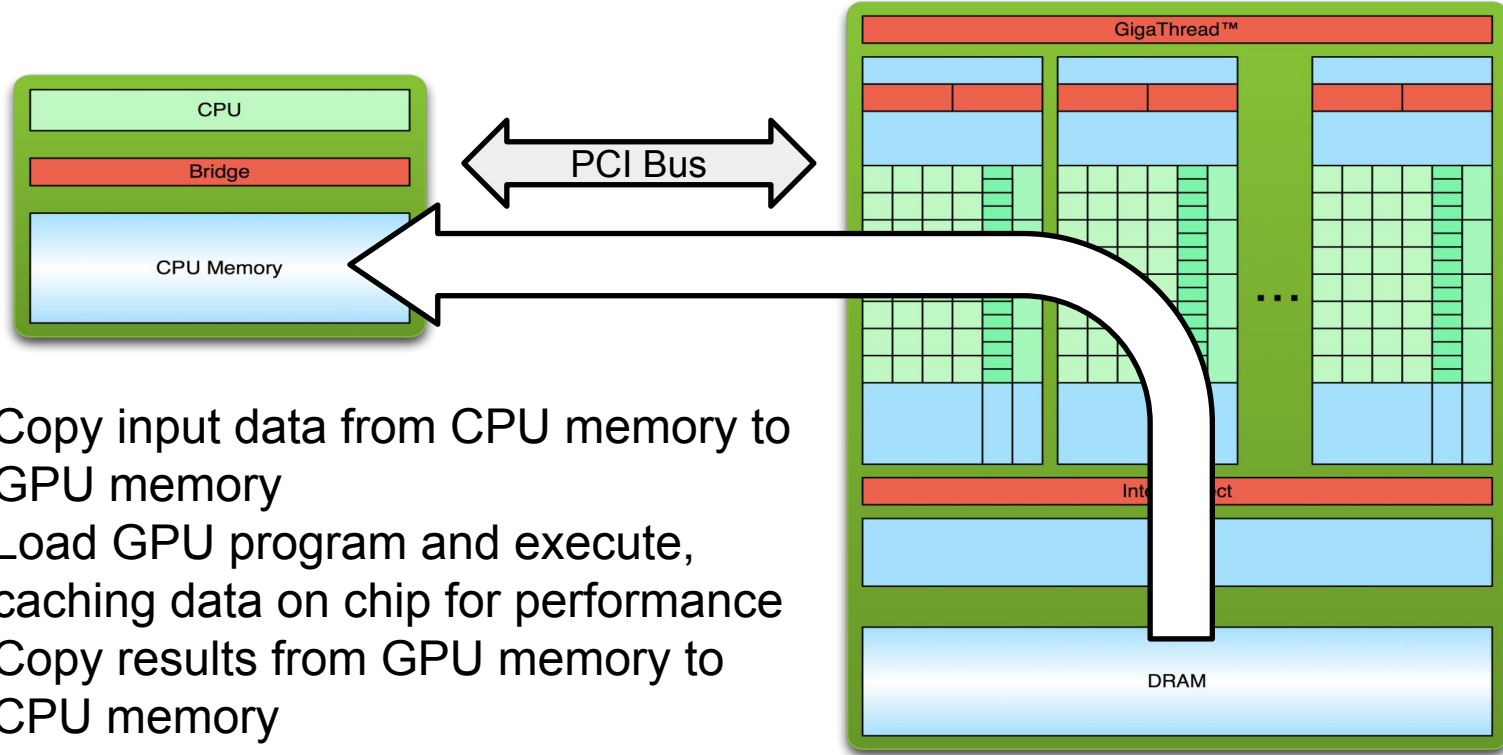 GigaThread™
CPU
Bridge
CPU Memory
PCI Bus
...
Copy input data from CPU memory to
GPU memory
Load GPU program and execute,
caching data on chip for performance
Copy results from GPU memory to
CPU memory
DRAM